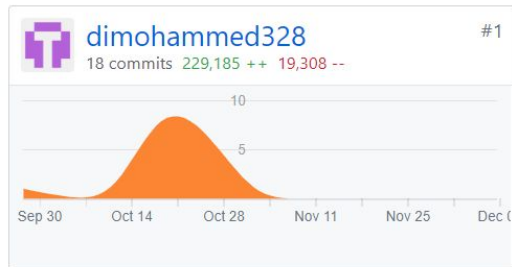 dimohammed328 #1
18 commits 229,185 ++ 19,308 --
10
5
Sep 30 Oct 14 Oct 28 Nov 11 Nov 25 Dec